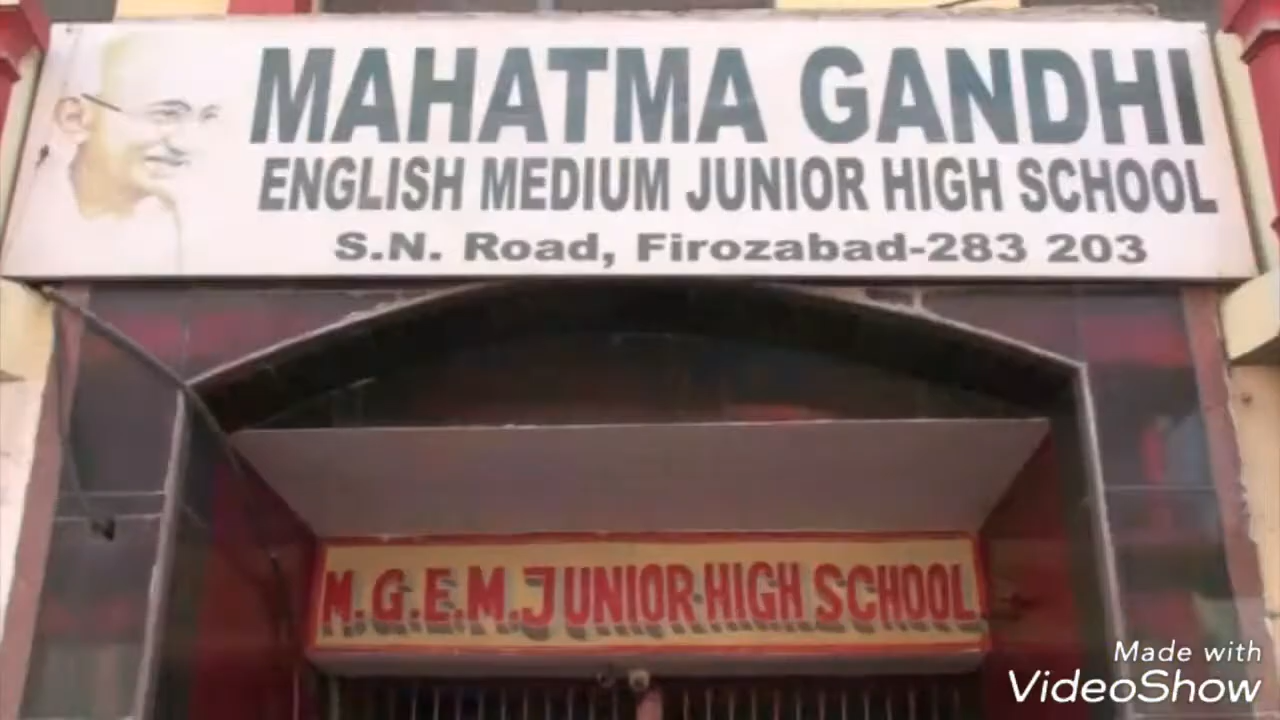 MAHATMA GANDHI
ENGLISH MEDIUM JUNIOR HIGH SCHOOL
S.N. Road, Firozabad-283 203
M.G.E.M.JUNIOR HIGH SCHOOL
Made with
VideoShow